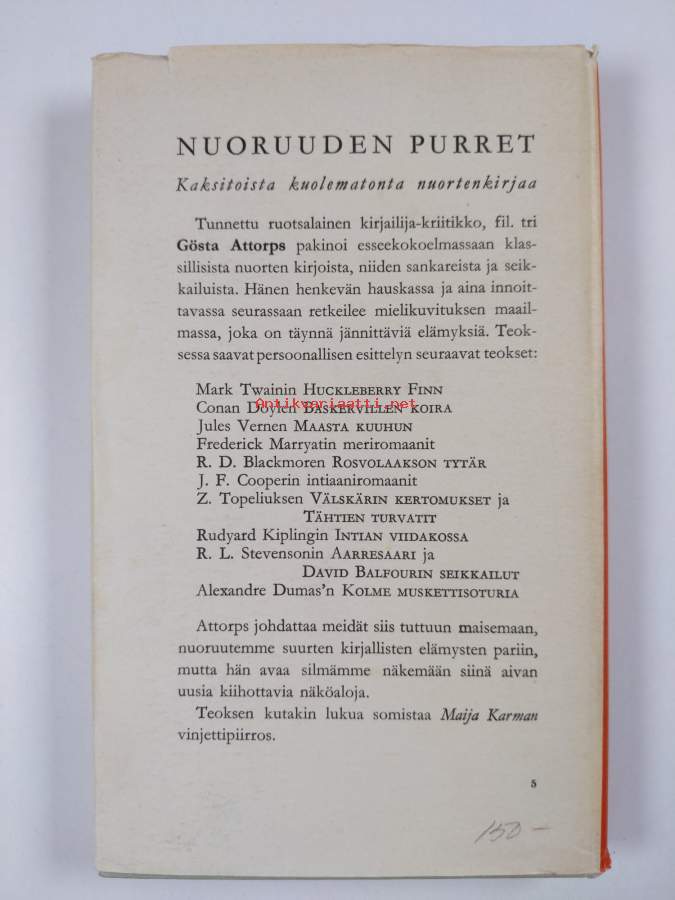 NUORUUDEN PURRET
Kaksitoista kuolematonta nuortenkirjaa
Tunnettu ruotsalainen kirjailija-kriitikko, fil. tri
Gösta Attorps pakinoi esseekokoelmassaan klas-
sillisista nuorten kirjoista, niiden sankareista ja seik-
kailuista. Hänen henkevän hauskassa ja aina innoit-
tavassa seurassaan retkeilee mielikuvituksen maail-
massa, joka on täynnä jännittäviä elämyksiä. Teok-
sessa saavat persoonallisen esittelyn seuraavat teokset:
Mark Twainin HUCKLEBERRY FINN
Antikvariaatti.net
Conan Doylen BASKERVILLEN KOIRA
Jules Vernen MAASTA KUUHUN
Frederick Marryatin meriromaanit
R. D. Blackmoren ROSVOLAAKSON TYTÄR
J. F. Cooperin intiaaniromaanit
Z. Topeliuksen VÄLSKÄRIN KERTOMUKSET ja
TÄHTIEN TURVATIT
Rudyard Kiplingin INTIAN VIIDAKOSSA
R. L. Stevensonin AARRESAARI ja
DAVID BALFOURIN SEIKKAILUT
Alexandre Dumas'n KOLME MUSKETTISOTURIA
Attorps johdattaa meidät siis tuttuun maisemaan,
nuoruutemme suurten kirjallisten elämysten pariin,
mutta hän avaa silmämme näkemään siinä aivan
uusia kiihottavia näköaloja.
Teoksen kutakin lukua somistaa Maija Karman
vinjettipiirros.
5
150 –